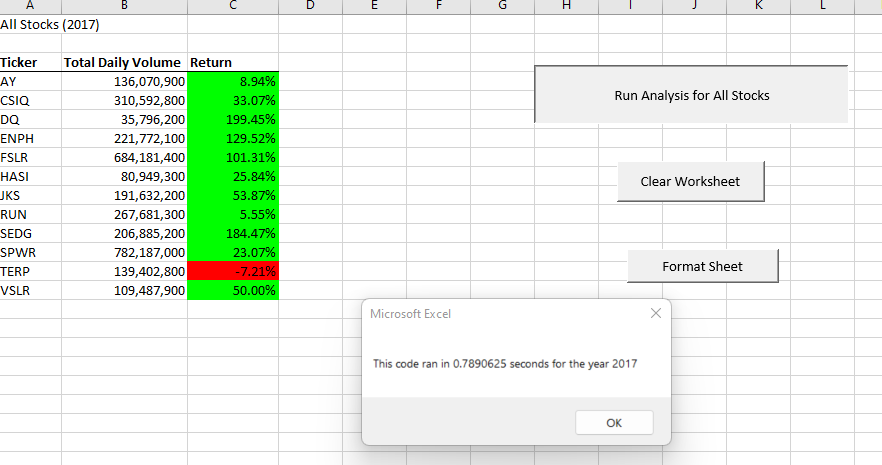 A B C D E F G H I J K L
All Stocks (2017)
Ticker Total Daily Volume Return
AY 136,070,900 8.94%
CSIQ 310,592,800 33.07%
DQ 35,796,200 199.45%
ENPH 221,772,100 129.52%
FSLR 684,181,400 101.31%
HASI 80,949,300 25.84%
JKS 191,632,200 53.87%
RUN 267,681,300 5.55%
SEDG 206,885,200 184.47%
SPWR 782,187,000 23.07%
TERP 139,402,800 -7.21%
VSLR 109,487,900 50.00%
Run Analysis for All Stocks
Clear Worksheet
Format Sheet
Microsoft Excel
This code ran in 0.7890625 seconds for the year 2017
OK